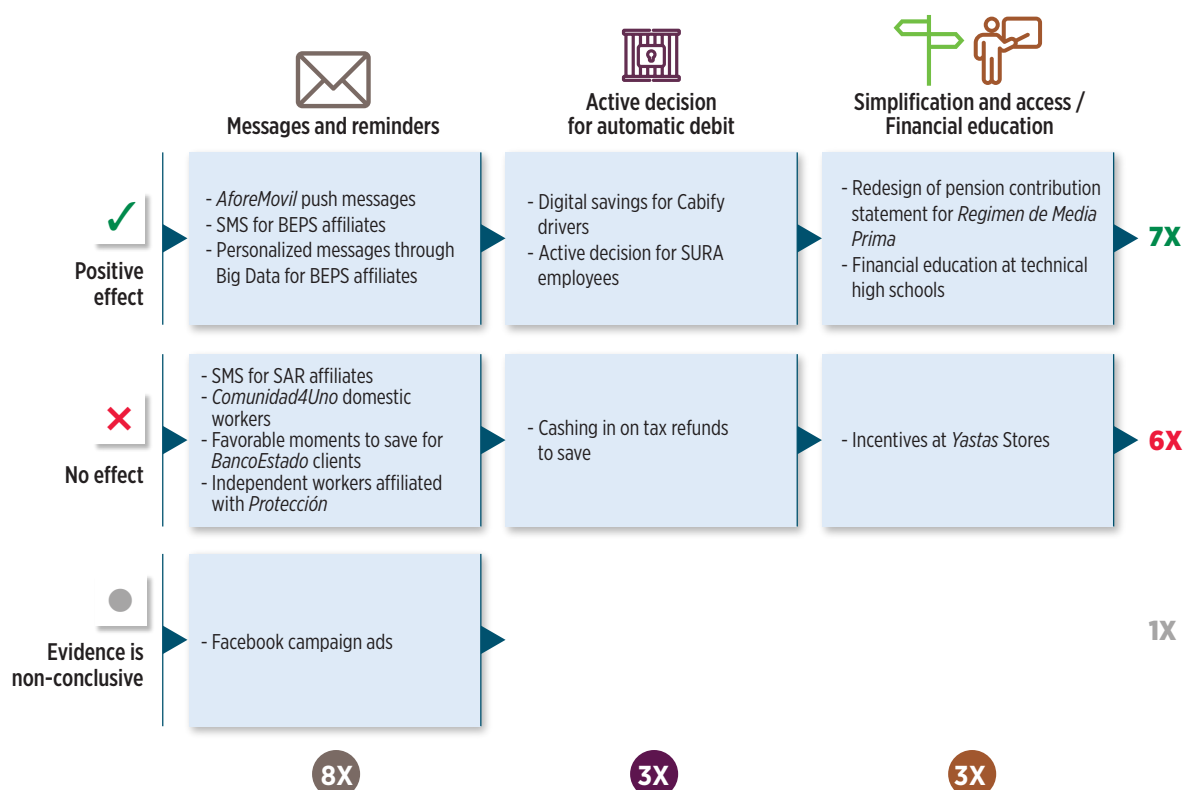 Messages and reminders
Active decision
for automatic debit
Simplification and access /
Financial education
Positive
effect
- AforeMovil push messages
- SMS for BEPS affiliates
- Personalized messages through
Big Data for BEPS affiliates
- Digital savings for Cabify
drivers
- Active decision for SURA
employees
- Redesign of pension contribution
statement for Regimen de Media
Prima
- Financial education at technical
high schools
7X
No effect
- SMS for SAR affiliates
- Comunidad4Uno domestic
workers
- Favorable moments to save for
BancoEstado clients
- Independent workers affiliated
with Protección
- Cashing in on tax refunds
to save
- Incentives at Yastas Stores
6X
Evidence is
non-conclusive
- Facebook campaign ads
1X
8X
3X
3X